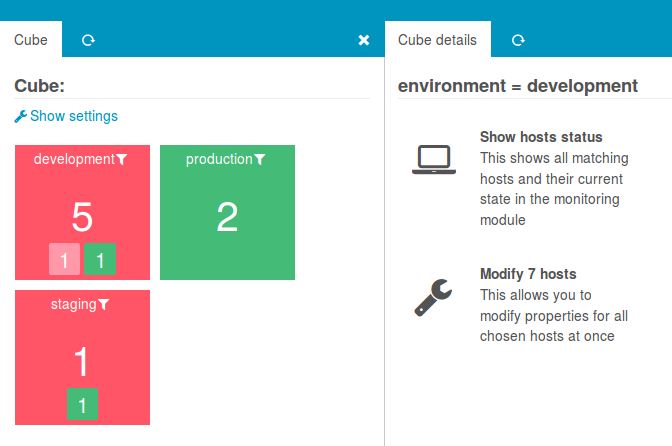 Cube
Cube:
Show settings
development
5
1 1
production
2
staging
1
1
Cube details
environment = development
Show hosts status
This shows all matching
hosts and their current
state in the monitoring
module
Modify 7 hosts
This allows you to
modify properties for all
chosen hosts at once